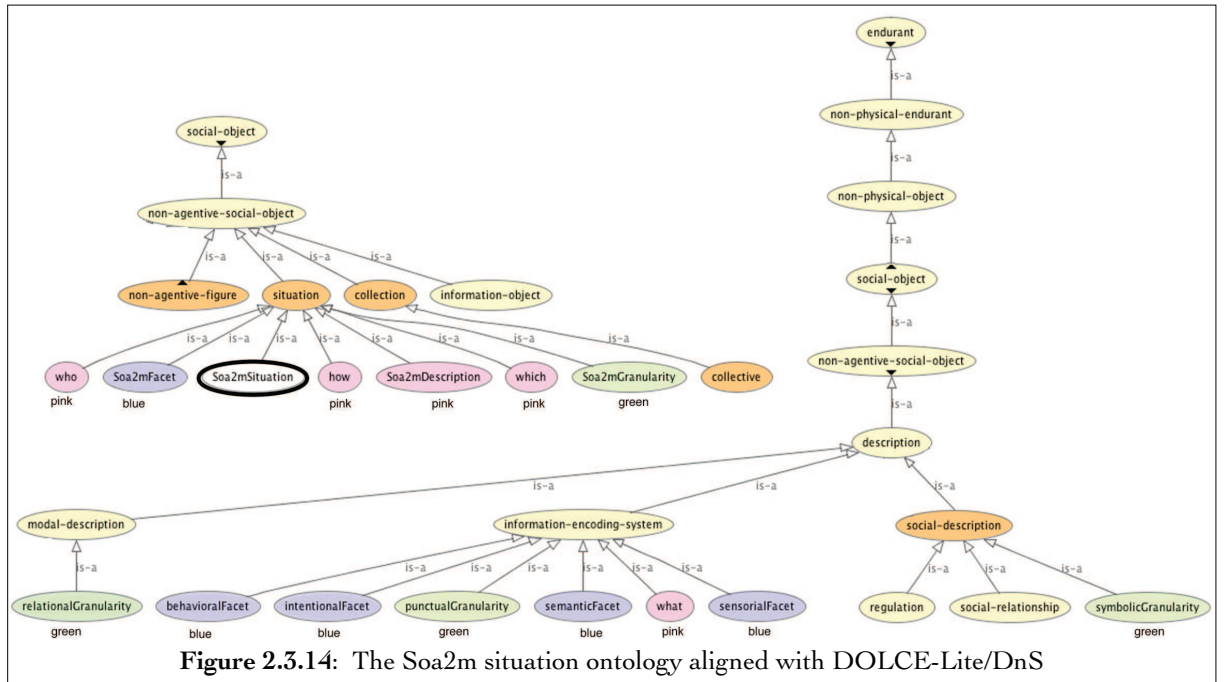 endurant
is-a
non-physical-endurant
social-object
is-a
is-a
non-physical-object
non-agentive-social-object
is-a
is-a is-a is-a is-a
social-object
non-agentive-figure situation collection information-object
is-a
is-a is-a is-a is-a is-a is-a is-a is-a
non-agentive-social-object
who Soa2mFacet Soa2mSituation how Soa2mDescription which Soa2mGranularity collective
pink blue pink pink pink green
is-a
description
is-a is-a is-a
modal-description information-encoding-system social-description
is-a is-a is-a is-a is-a is-a is-a is-a is-a is-a
relationalGranularity behavioralFacet intentionalFacet punctualGranularity semanticFacet what sensorialFacet regulation social-relationship symbolicGranularity
green blue blue green blue pink blue green
Figure 2.3.14: The Soa2m situation ontology aligned with DOLCE-Lite/DnS